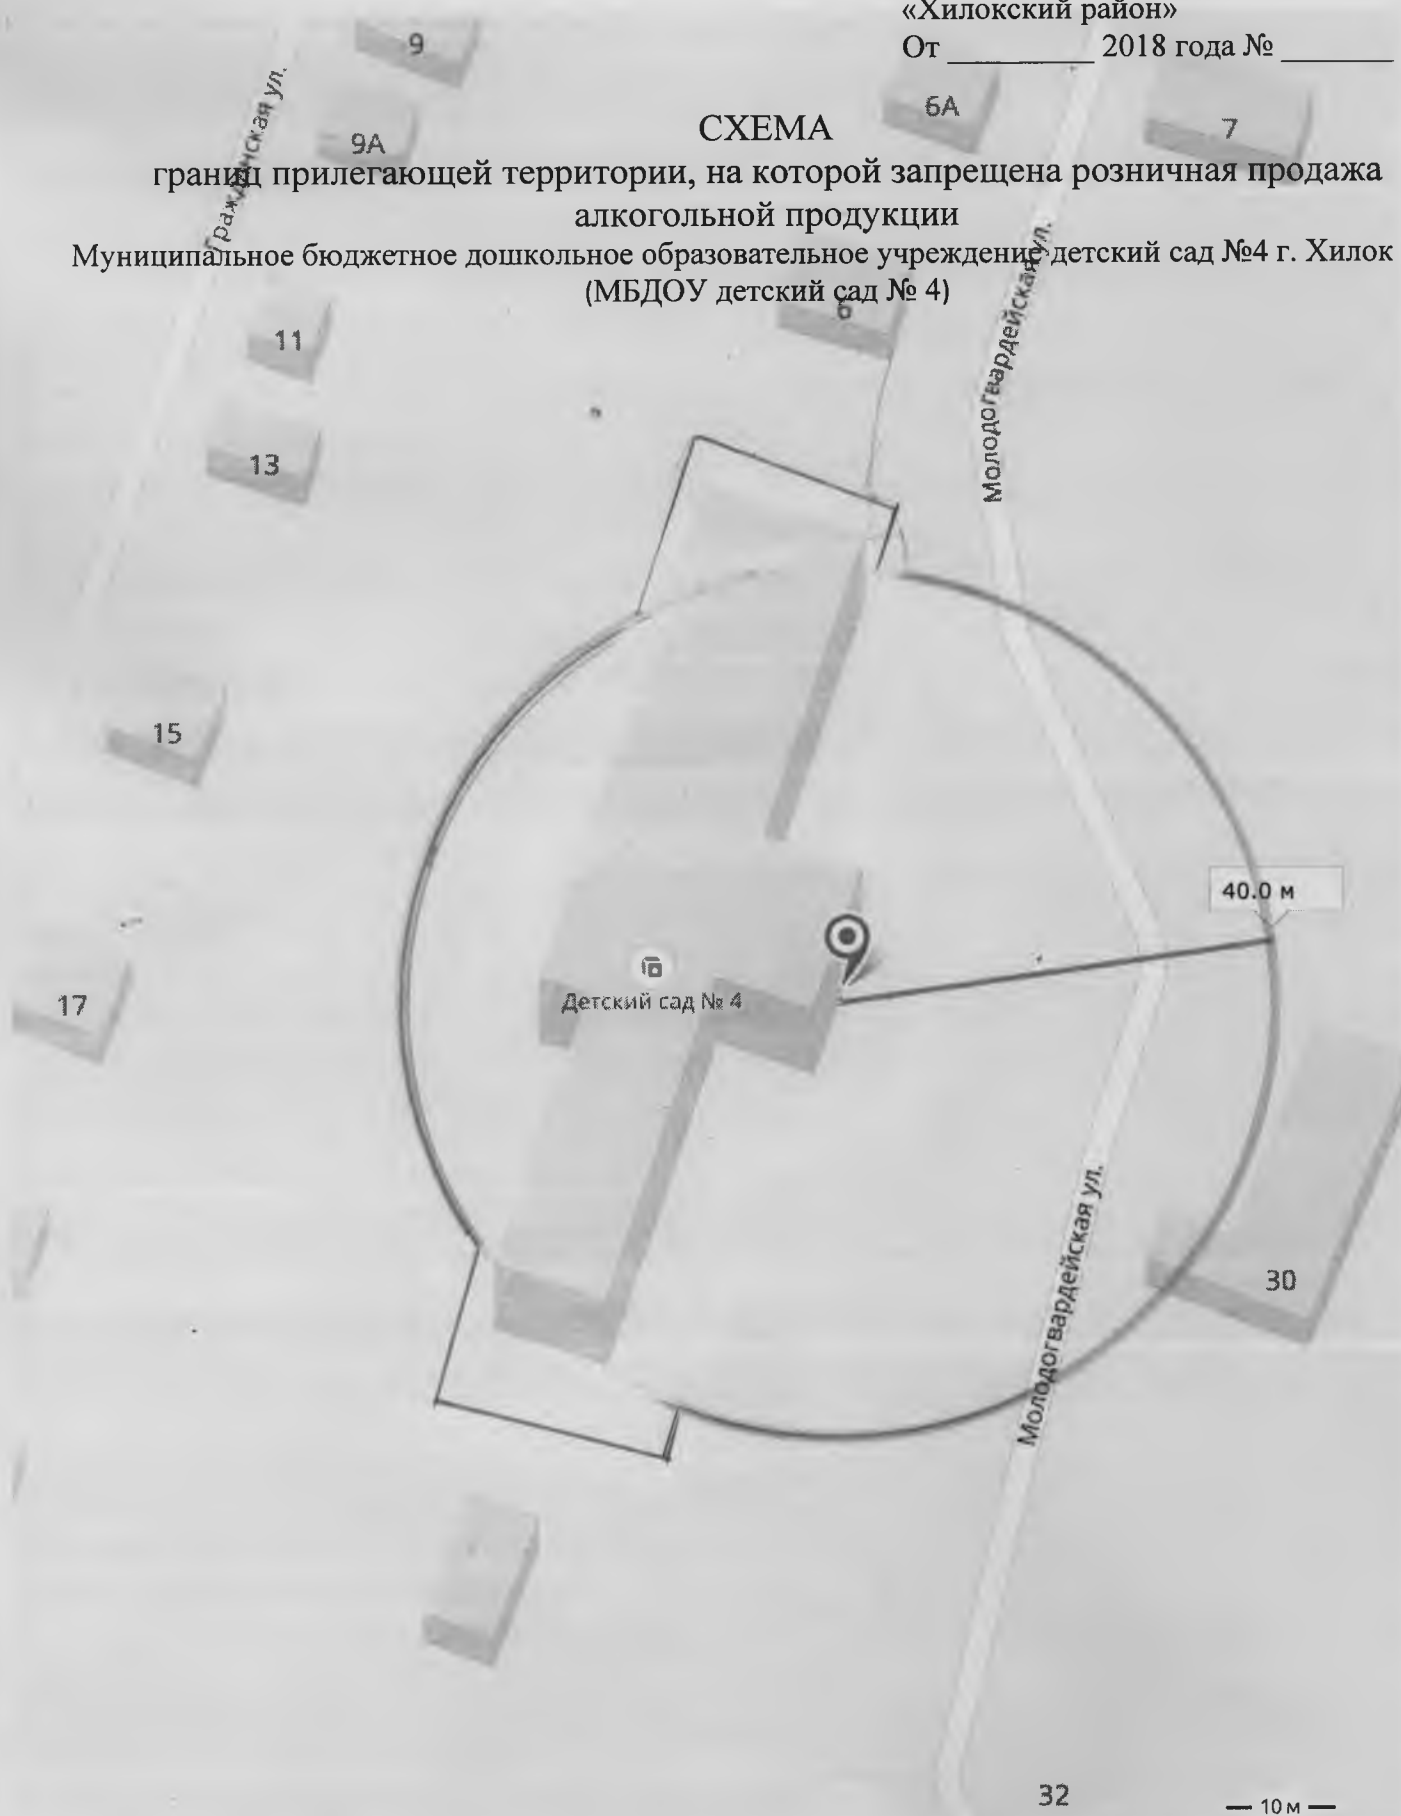 «Хилокский район»
От ________ 2018 года № ________
СХЕМА
границ прилегающей территории, на которой запрещена розничная продажа
алкогольной продукции
Муниципальное бюджетное дошкольное образовательное учреждение детский сад №4 г. Хилок
(МБДОУ детский сад № 4)
9
9А
6А
7
Гражданская ул.
Молодогвардейская ул.
6
11
13
15
40.0 м
17
Детский сад № 4
30
Молодогвардейская ул.
32
10 м